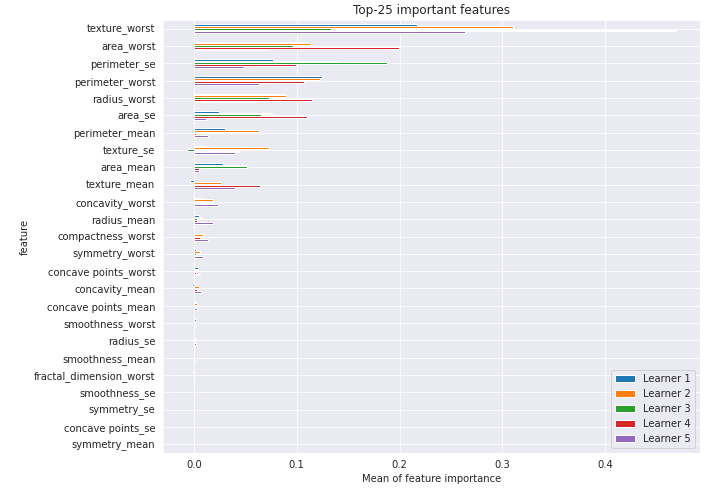 Top-25 important features
texture_worst
area_worst
perimeter_se
perimeter_worst
radius_worst
area_se
perimeter_mean
texture_se
area_mean
texture_mean
concavity_worst
radius_mean
compactness_worst
symmetry_worst
concave points_worst
concavity_mean
concave points_mean
smoothness_worst
radius_se
smoothness_mean
fractal_dimension_worst
smoothness_se
symmetry_se
concave points_se
symmetry_mean
feature
Learner 1
Learner 2
Learner 3
Learner 4
Learner 5
0.0 0.1 0.2 0.3 0.4
Mean of feature importance